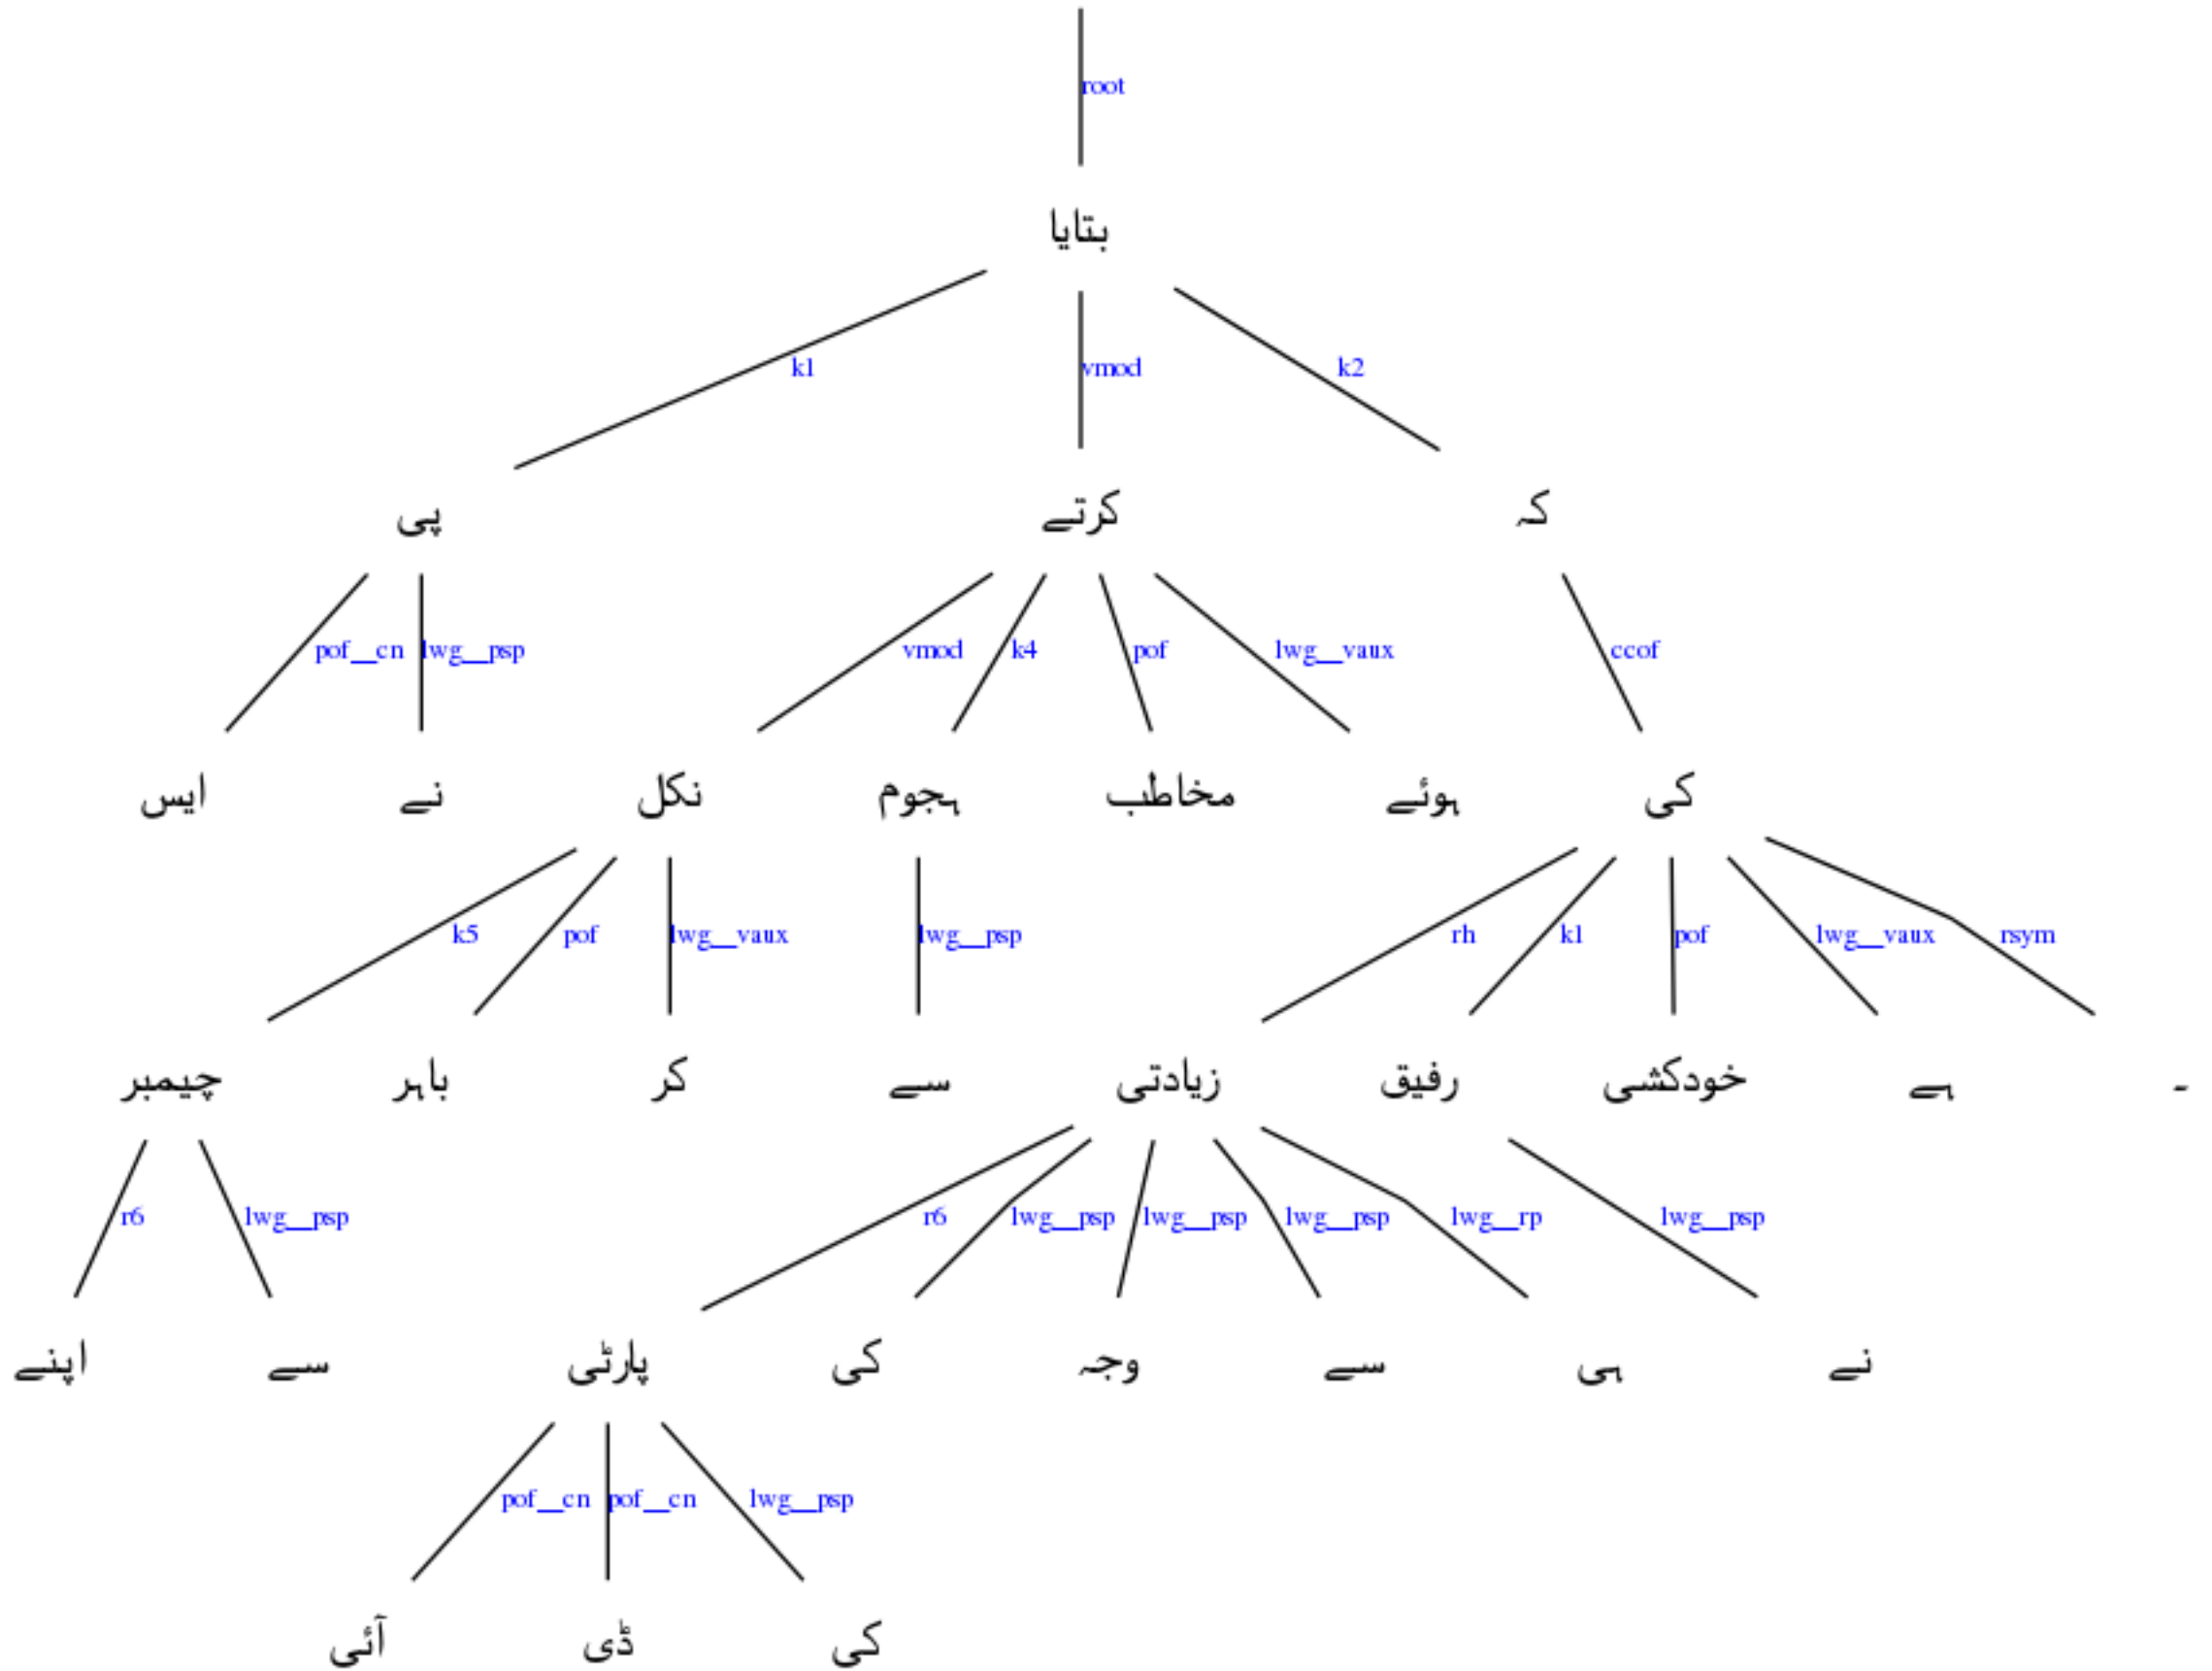 root
بتایا
k1 vmod k2
پی کرتے کہ
pof__cn lwg__psp vmod k4 pof lwg__vaux ccof
ایس نے نکل ہجوم مخاطب ہوئے کی
k5 pof lwg__vaux lwg__psp rh k1 pof lwg__vaux rsym
چیمبر باہر کر سے زیادتی رفیق خودکشی ہے ۔
r6 lwg__psp r6 lwg__psp lwg__psp lwg__psp lwg__rp lwg__psp
اپنے سے پارٹی کی وجہ سے ہی نے
pof__cn pof__cn lwg__psp
آئی ڈی کی